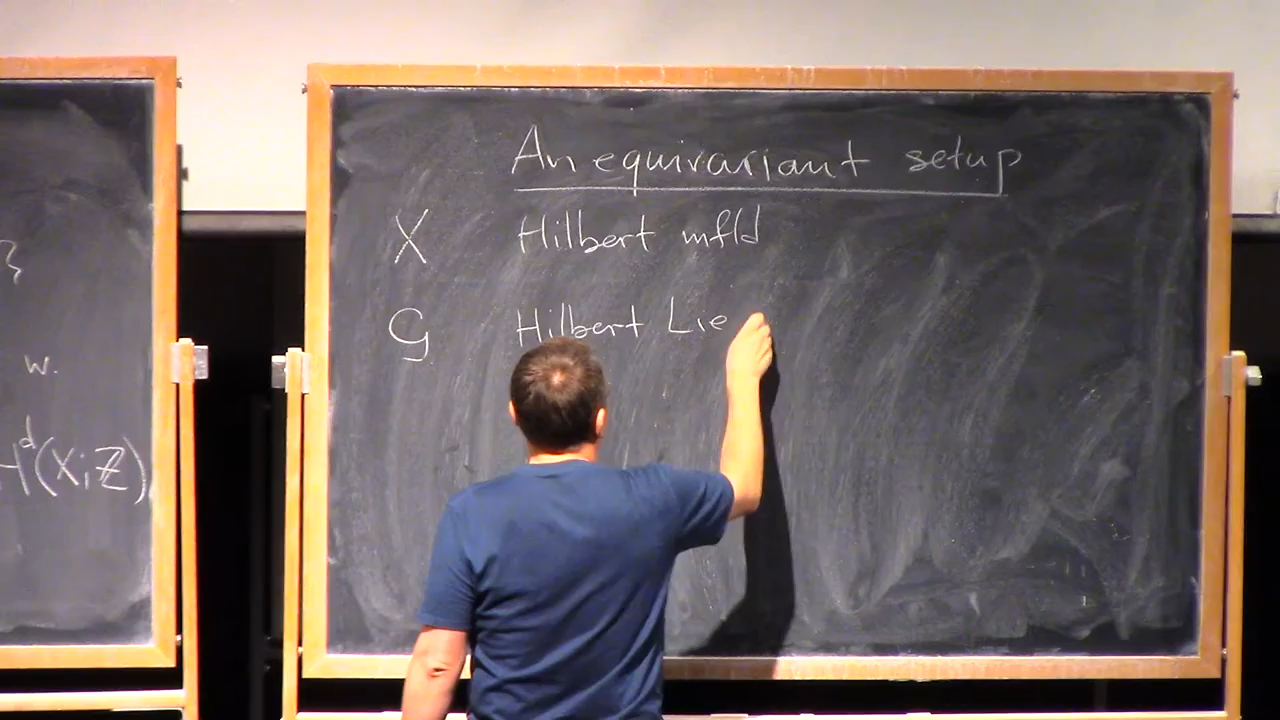 }
w.
H^d(X;ℤ)
An equivariant setup
X Hilbert mfld
G Hilbert Lie